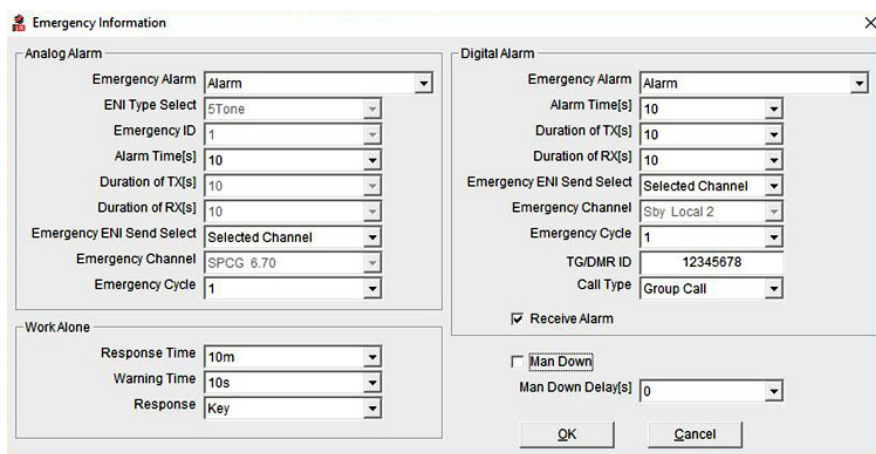 Emergency Information
Analog Alarm
Emergency Alarm Alarm
ENI Type Select 5Tone
Emergency ID 1
Alarm Time[s] 10
Duration of TX[s] 10
Duration of RX[s] 10
Emergency ENI Send Select Selected Channel
Emergency Channel SPCG 6.70
Emergency Cycle 1
Work Alone
Response Time 10m
Warning Time 10s
Response Key
Digital Alarm
Emergency Alarm Alarm
Alarm Time[s] 10
Duration of TX[s] 10
Duration of RX[s] 10
Emergency ENI Send Select Selected Channel
Emergency Channel Sby Local 2
Emergency Cycle 1
TG/DMR ID 12345678
Call Type Group Call
Receive Alarm
Man Down
Man Down Delay[s] 0
OK Cancel